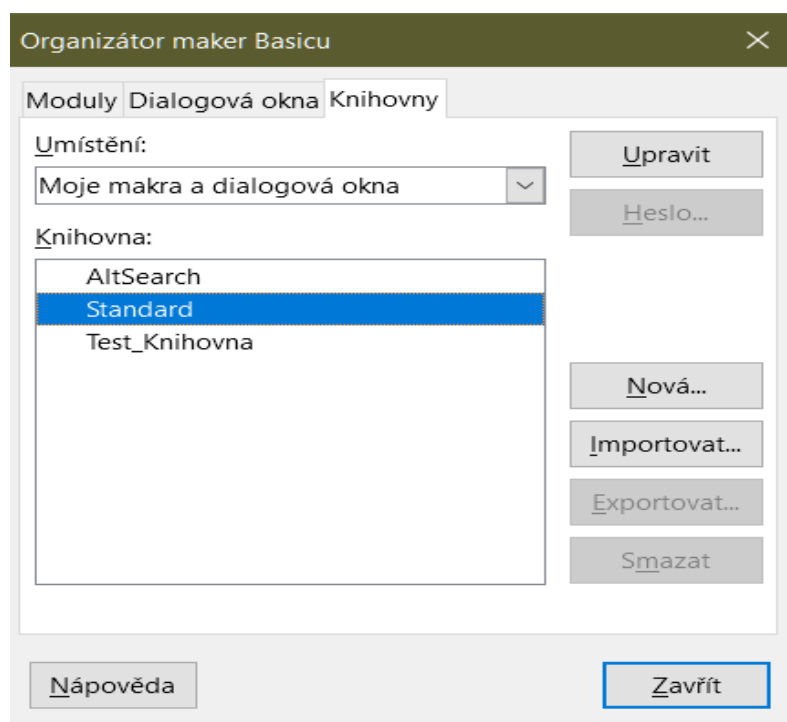 Organizátor maker Basicu
Moduly Dialogová okna Knihovny
Umístění:
Moje makra a dialogová okna
Upravit
Heslo...
Knihovna:
AltSearch
Standard
Test_Knihovna
Nová...
Importovat...
Exportovat...
Smazat
Nápověda
Zavřít